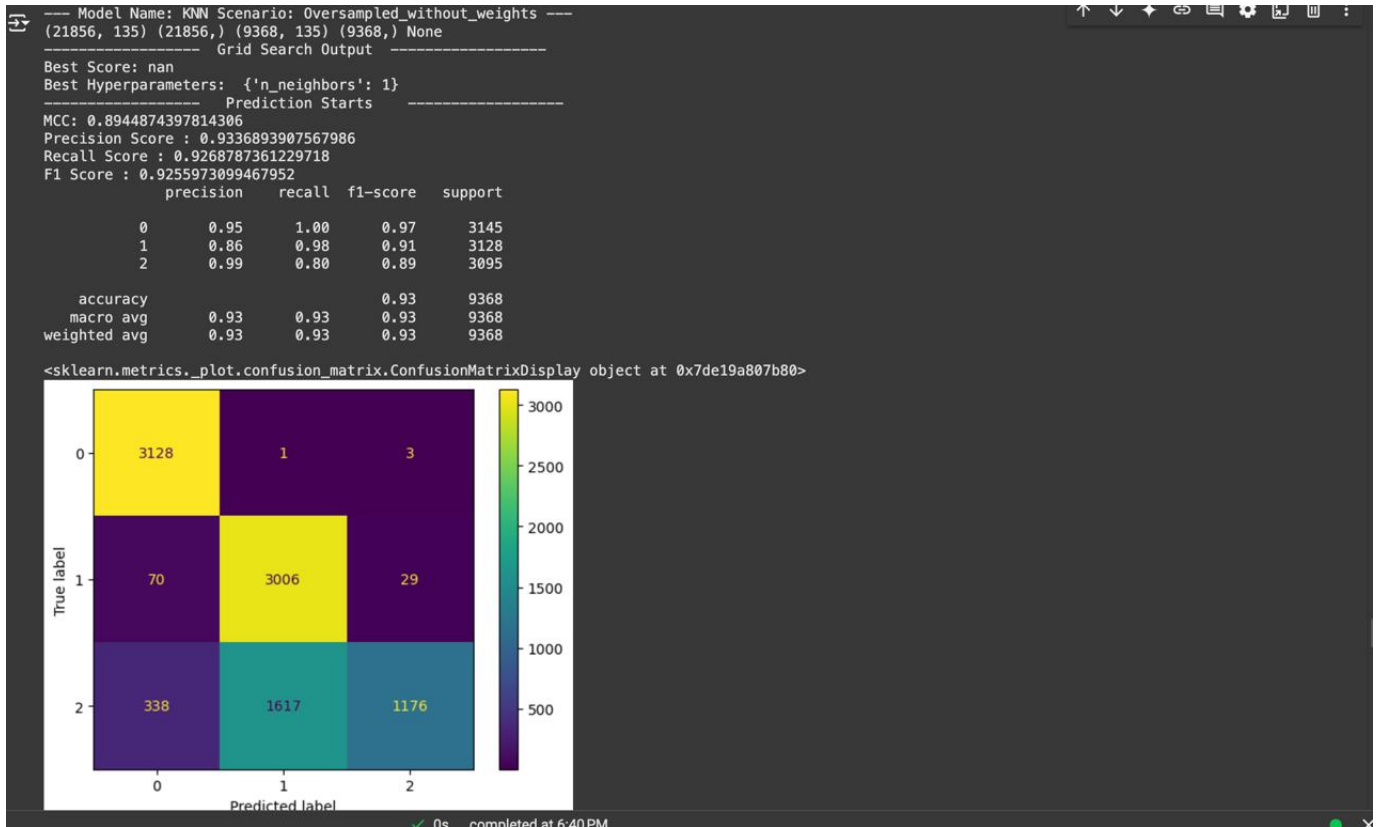 --- Model Name: KNN Scenario: Oversampled_without_weights ---
(21856, 135) (21856,) (9368, 135) (9368,) None
------------------ Grid Search Output ------------------
Best Score: nan
Best Hyperparameters: {'n_neighbors': 1}
------------------ Prediction Starts ------------------
MCC: 0.8944874397814306
Precision Score : 0.9336893907567986
Recall Score : 0.9268787361229718
F1 Score : 0.9255973099467952
precision recall f1-score support
0 0.95 1.00 0.97 3145
1 0.86 0.98 0.91 3128
2 0.99 0.80 0.89 3095
accuracy 0.93 9368
macro avg 0.93 0.93 0.93 9368
weighted avg 0.93 0.93 0.93 9368
<sklearn.metrics._plot.confusion_matrix.ConfusionMatrixDisplay object at 0x7de19a807b80>
3000
0 3128 1 3
2500
2000
True label
1 70 3006 29
1500
1000
2 338 1617 1176
500
0 1 2
Predicted label
0s completed at 6:40 PM